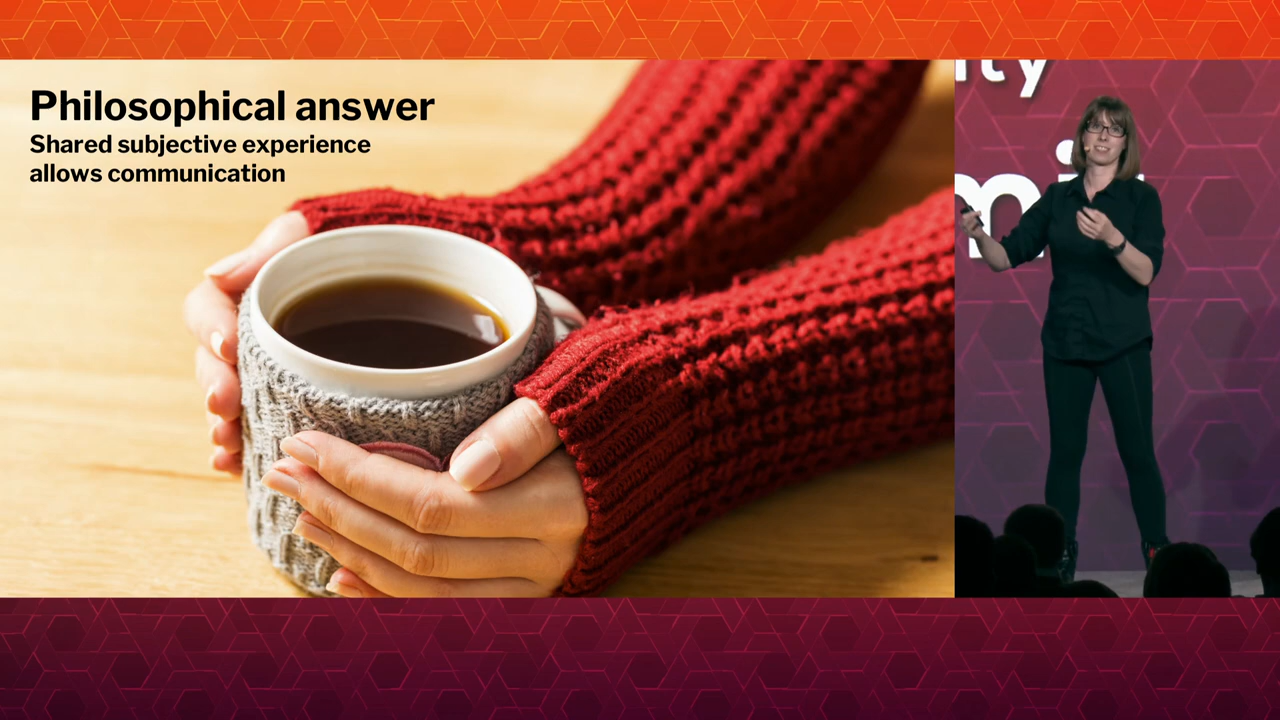 Philosophical answer
Shared subjective experience
allows communication